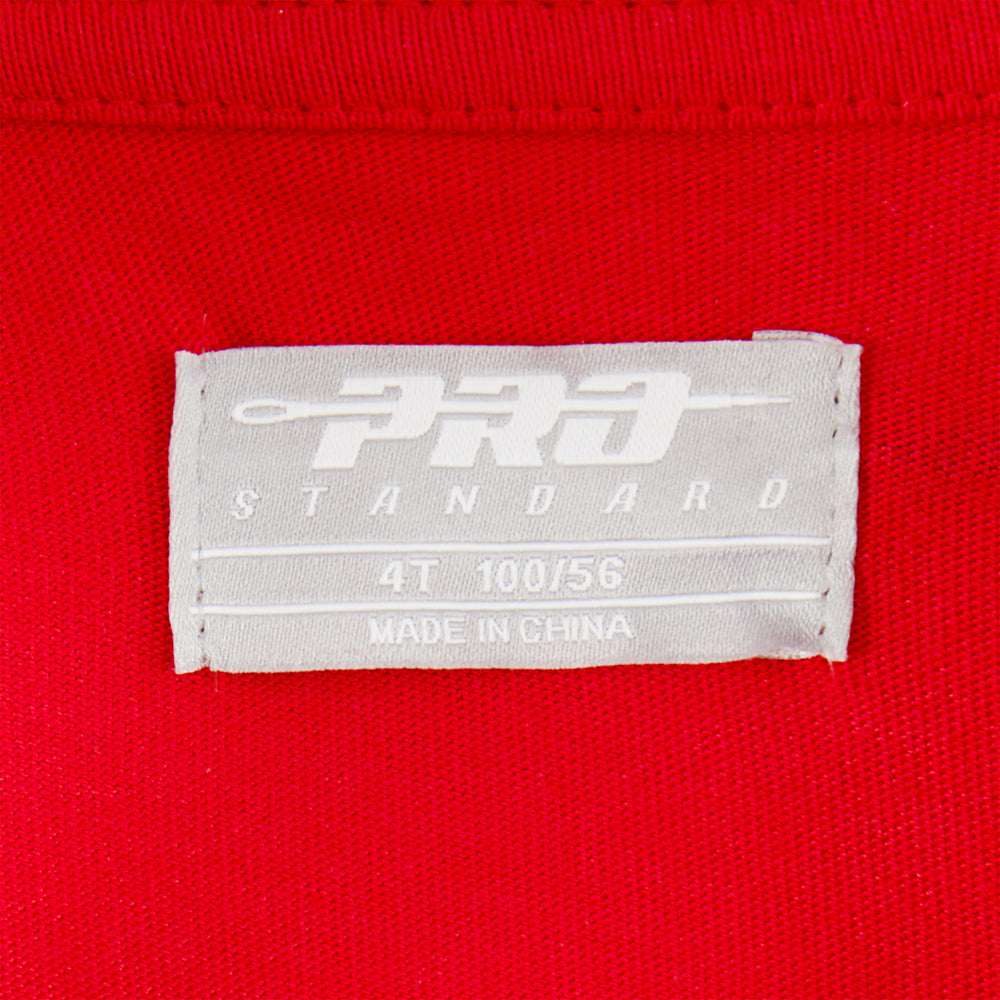 PRO
STANDARD
4T 100/56
MADE IN CHINA